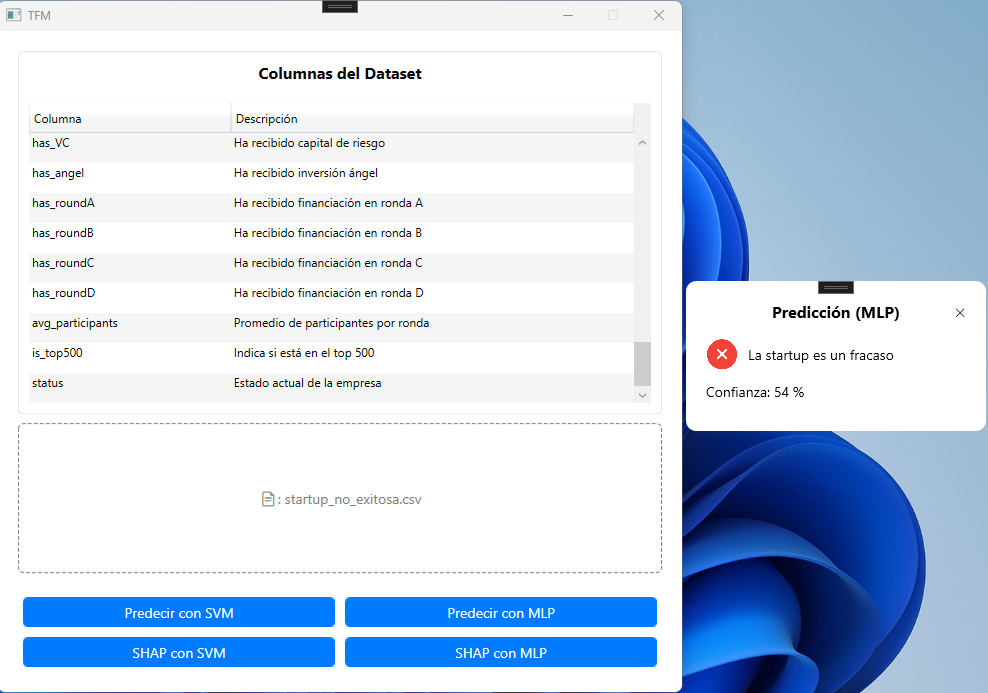 TFM
Columnas del Dataset
Columna Descripción
has_VC Ha recibido capital de riesgo
has_angel Ha recibido inversión ángel
has_roundA Ha recibido financiación en ronda A
has_roundB Ha recibido financiación en ronda B
has_roundC Ha recibido financiación en ronda C
has_roundD Ha recibido financiación en ronda D
avg_participants Promedio de participantes por ronda
is_top500 Indica si está en el top 500
status Estado actual de la empresa
: startup_no_exitosa.csv
Predecir con SVM Predecir con MLP
SHAP con SVM SHAP con MLP
Predicción (MLP)
La startup es un fracaso
Confianza: 54 %